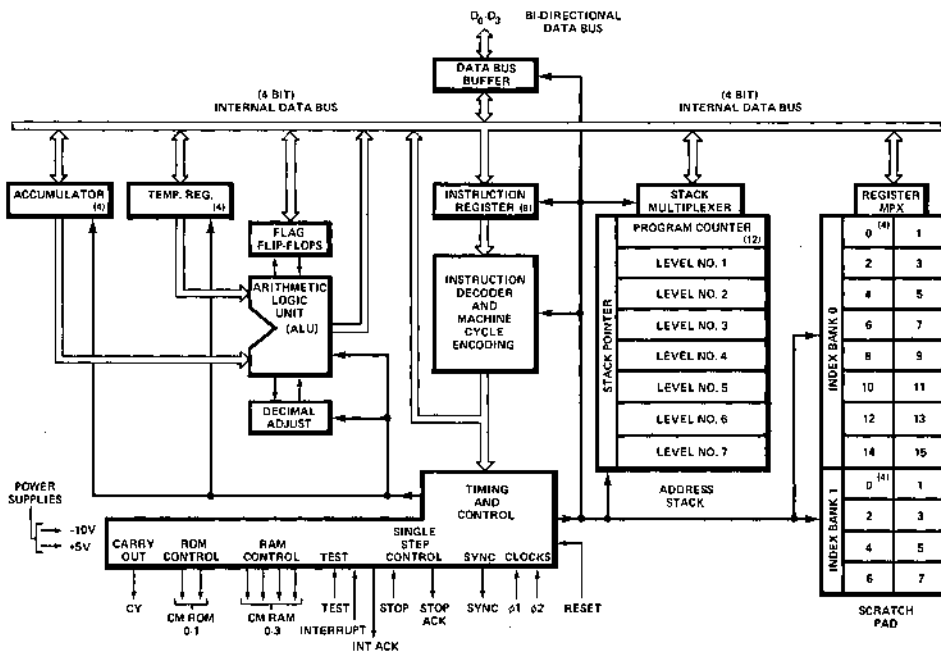 D0-D3
BI-DIRECTIONAL
DATA BUS
DATA BUS
BUFFER
(4 BIT)
INTERNAL DATA BUS
(4 BIT)
INTERNAL DATA BUS
ACCUMULATOR
(4)
TEMP. REG.
(4)
FLAG
FLIP-FLOPS
ARITHMETIC
LOGIC
UNIT
(ALU)
DECIMAL
ADJUST
INSTRUCTION
REGISTER (8)
INSTRUCTION
DECODER
AND
MACHINE
CYCLE
ENCODING
STACK
MULTIPLEXER
PROGRAM COUNTER
(12)
LEVEL NO. 1
LEVEL NO. 2
LEVEL NO. 3
LEVEL NO. 4
LEVEL NO. 5
LEVEL NO. 6
LEVEL NO. 7
STACK POINTER
ADDRESS
STACK
REGISTER
MPX
INDEX BANK 0
0 (4) 1
2 3
4 5
6 7
8 9
10 11
12 13
14 15
INDEX BANK 1
0 (4) 1
2 3
4 5
6 7
SCRATCH
PAD
POWER
SUPPLIES
-10V
+5V
TIMING
AND
CONTROL
CARRY
OUT
ROM
CONTROL
RAM
CONTROL
TEST
SINGLE
STEP
CONTROL
SYNC
CLOCKS
CY
CM ROM
0-1
CM RAM
0-3
TEST
INTERRUPT
INT ACK
STOP
STOP
ACK
SYNC
φ1
φ2
RESET